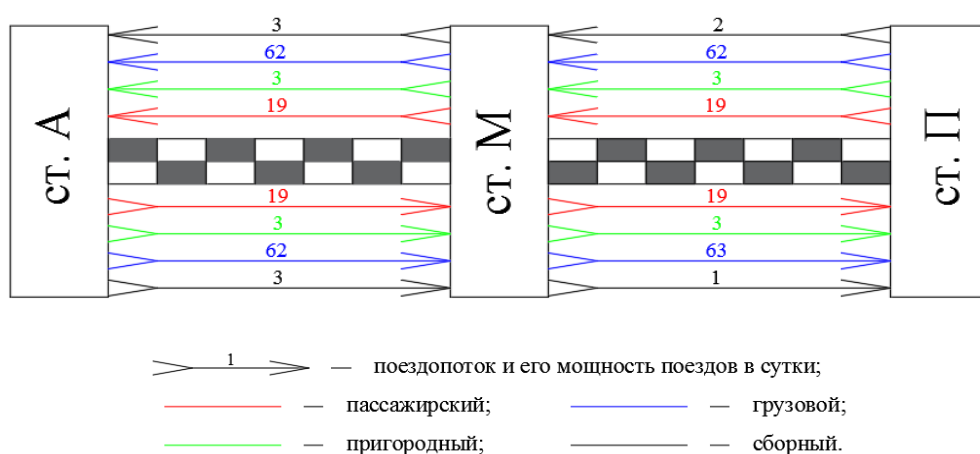 3 2
62 62
3 3
19 19
ст. А ст. М ст. П
19 19
3 3
62 63
3 1
1 — поездопоток и его мощность поездов в сутки;
— пассажирский; — грузовой;
— пригородный; — сборный.